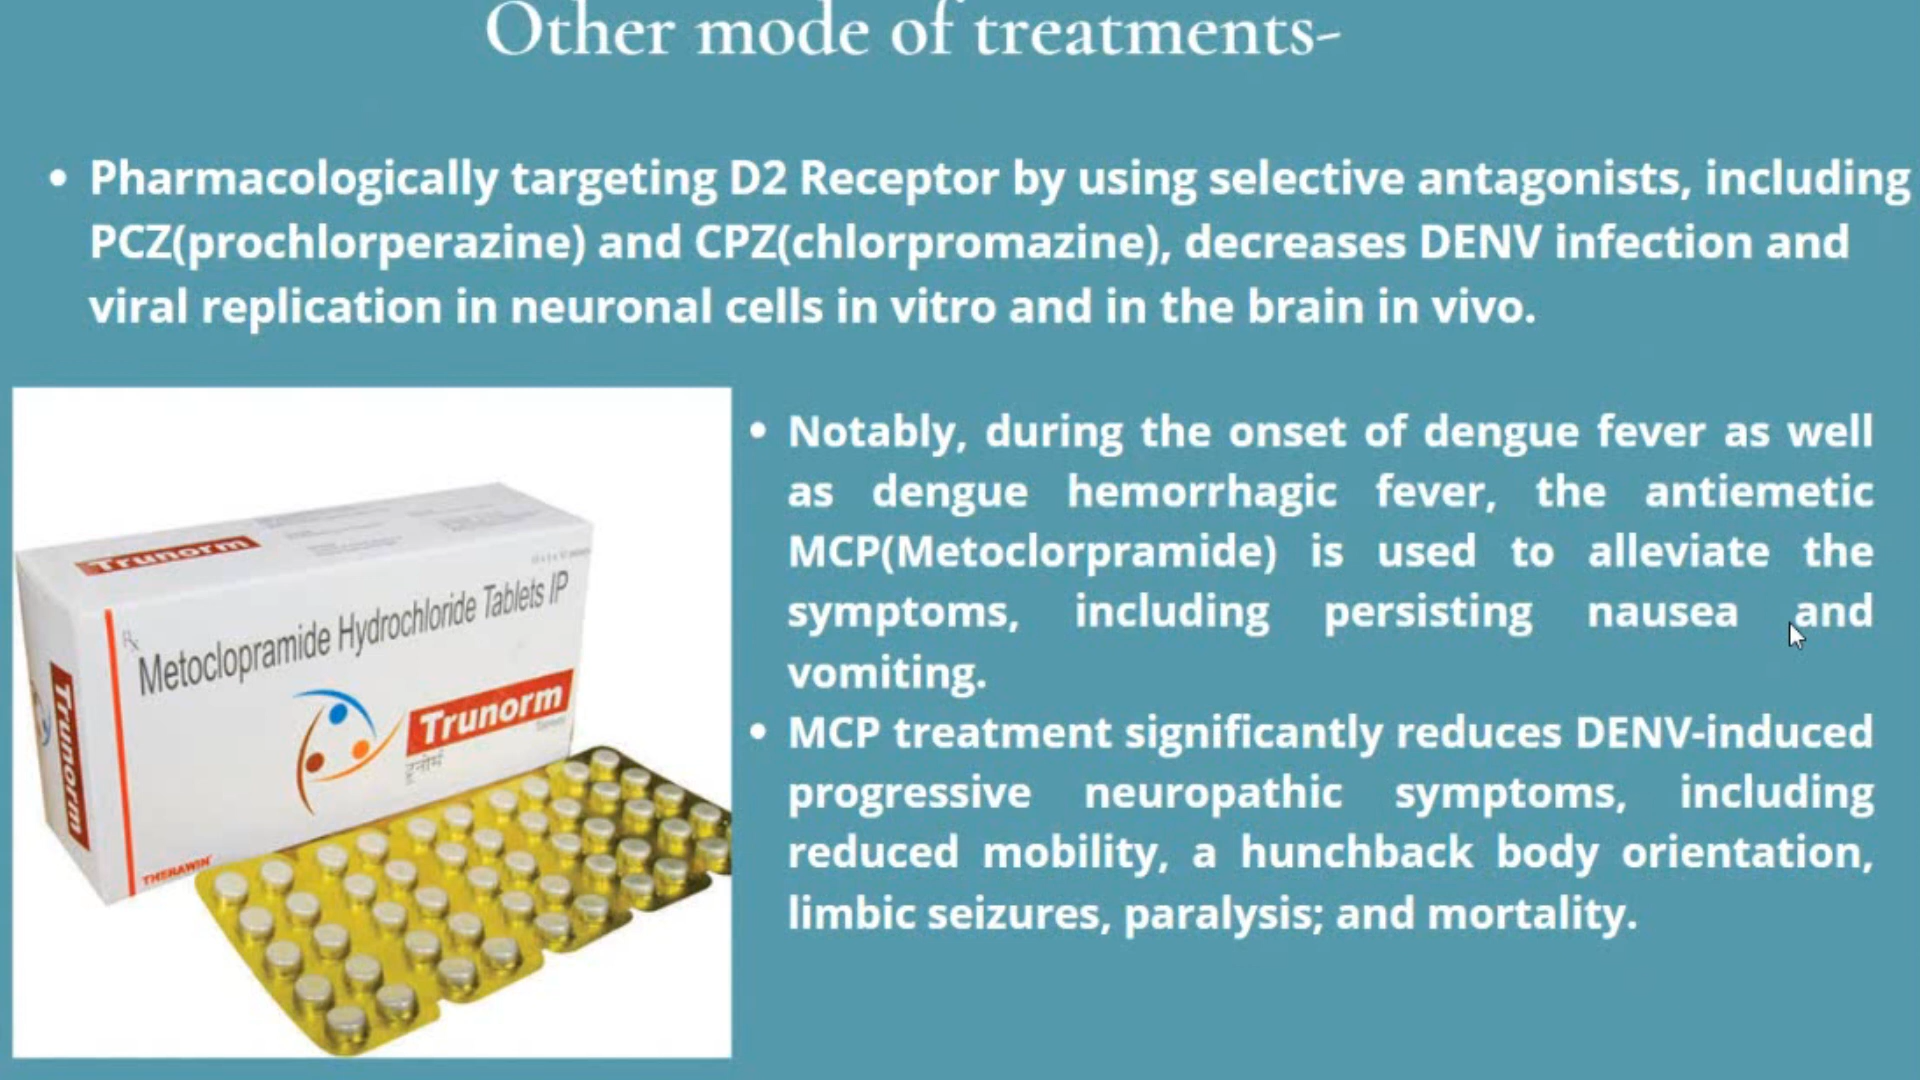 Other mode of treatments-
• Pharmacologically targeting D2 Receptor by using selective antagonists, including
PCZ(prochlorperazine) and CPZ(chlorpromazine), decreases DENV infection and
viral replication in neuronal cells in vitro and in the brain in vivo.
• Notably, during the onset of dengue fever as well
as dengue hemorrhagic fever, the antiemetic
MCP(Metoclorpramide) is used to alleviate the
symptoms, including persisting nausea and
vomiting.
• MCP treatment significantly reduces DENV-induced
progressive neuropathic symptoms, including
reduced mobility, a hunchback body orientation,
limbic seizures, paralysis; and mortality.
Trunorm
Rx
Metoclopramide Hydrochloride Tablets IP
Trunorm
ट्रूनोर्म
Trunorm
THERAWIN